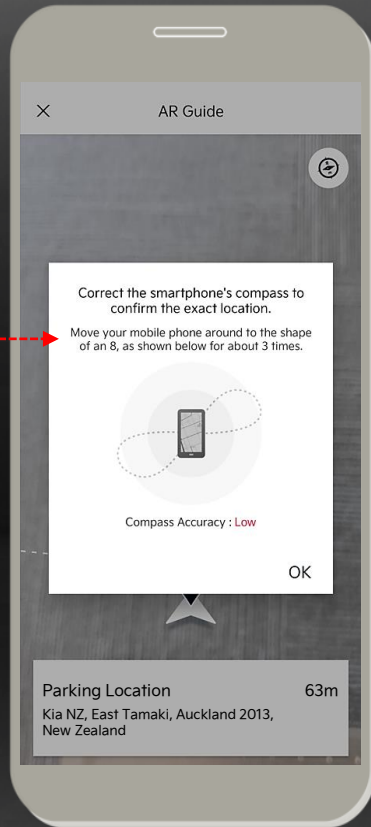 AR Guide
Correct the smartphone's compass to
confirm the exact location.
Move your mobile phone around to the shape
of an 8, as shown below for about 3 times.
Compass Accuracy : Low
OK
Parking Location 63m
Kia NZ, East Tamaki, Auckland 2013,
New Zealand